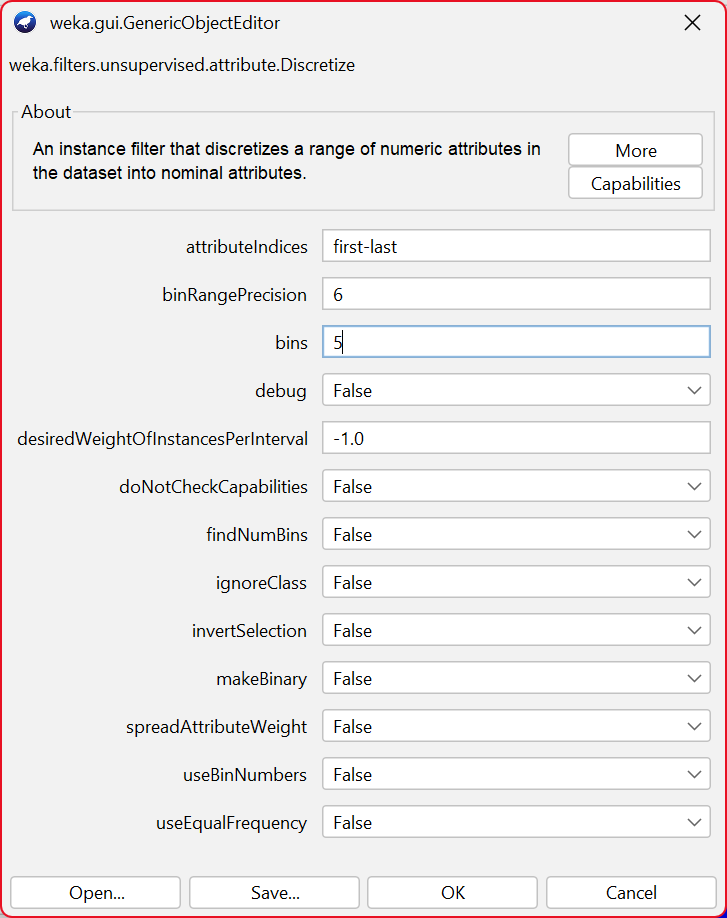 weka.gui.GenericObjectEditor
weka.filters.unsupervised.attribute.Discretize
About
An instance filter that discretizes a range of numeric attributes in
the dataset into nominal attributes.
More
Capabilities
attributeIndices first-last
binRangePrecision 6
bins 5
debug False
desiredWeightOfInstancesPerInterval -1.0
doNotCheckCapabilities False
findNumBins False
ignoreClass False
invertSelection False
makeBinary False
spreadAttributeWeight False
useBinNumbers False
useEqualFrequency False
Open... Save... OK Cancel